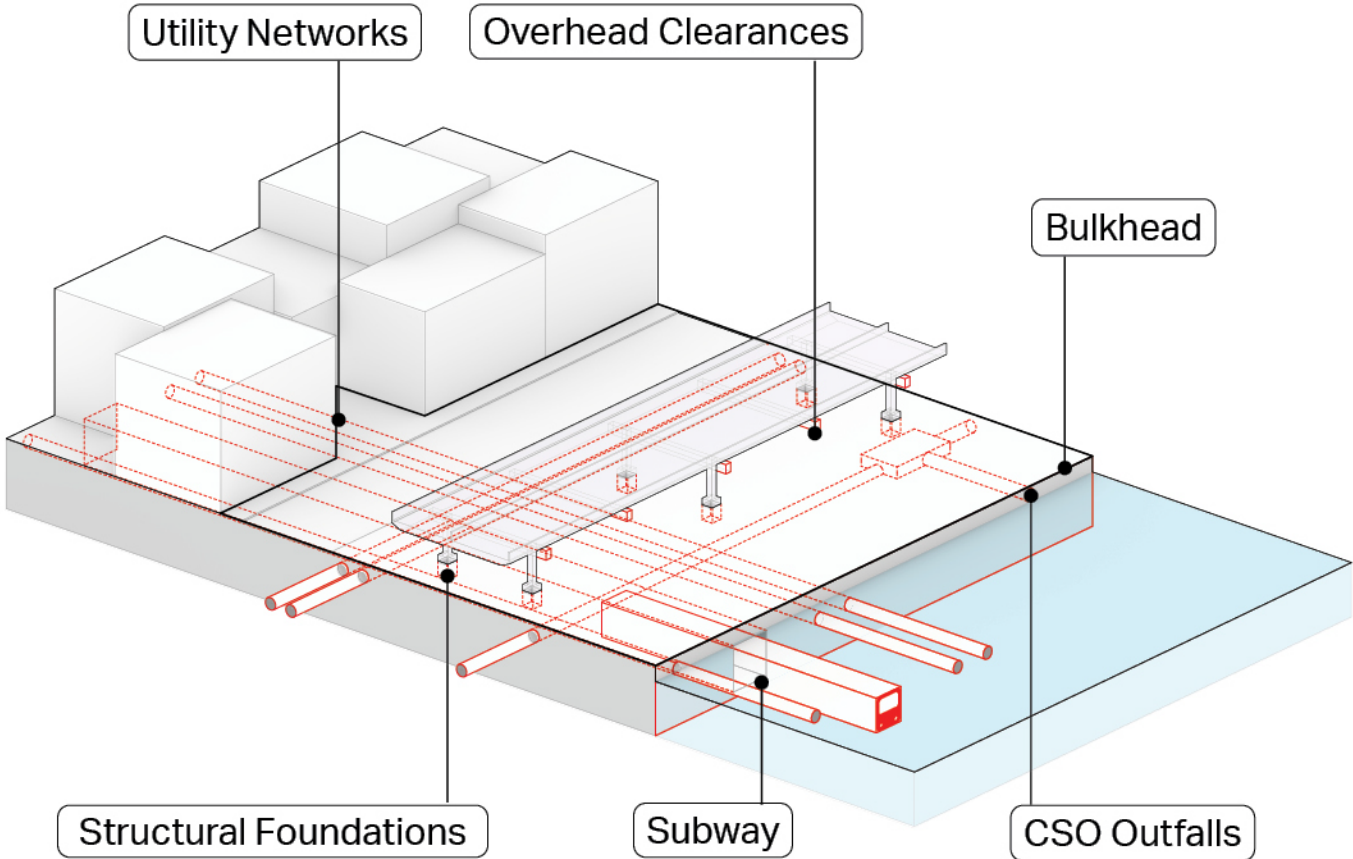 Utility Networks
Overhead Clearances
Bulkhead
Structural Foundations
Subway
CSO Outfalls